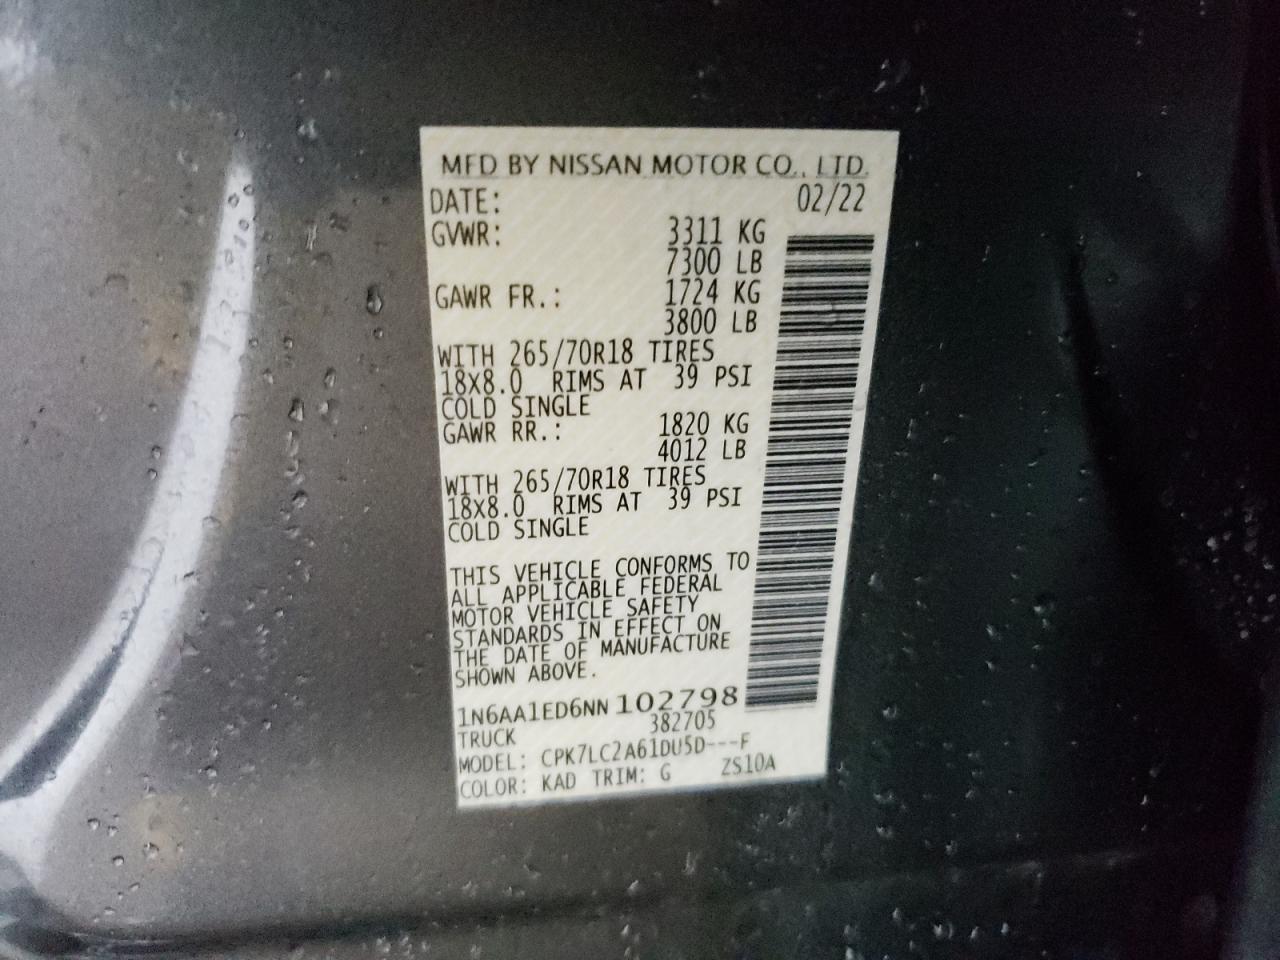 MFD BY NISSAN MOTOR CO., LTD.
DATE: 02/22
GVWR: 3311 KG
7300 LB
GAWR FR.: 1724 KG
3800 LB
WITH 265/70R18 TIRES
18X8.0 RIMS AT 39 PSI
COLD SINGLE
GAWR RR.: 1820 KG
4012 LB
WITH 265/70R18 TIRES
18X8.0 RIMS AT 39 PSI
COLD SINGLE
THIS VEHICLE CONFORMS TO
ALL APPLICABLE FEDERAL
MOTOR VEHICLE SAFETY
STANDARDS IN EFFECT ON
THE DATE OF MANUFACTURE
SHOWN ABOVE.
1N6AA1ED6NN102798
TRUCK 382705
MODEL: CPK7LC2A61DU5D---F
COLOR: KAD TRIM: G ZS10A